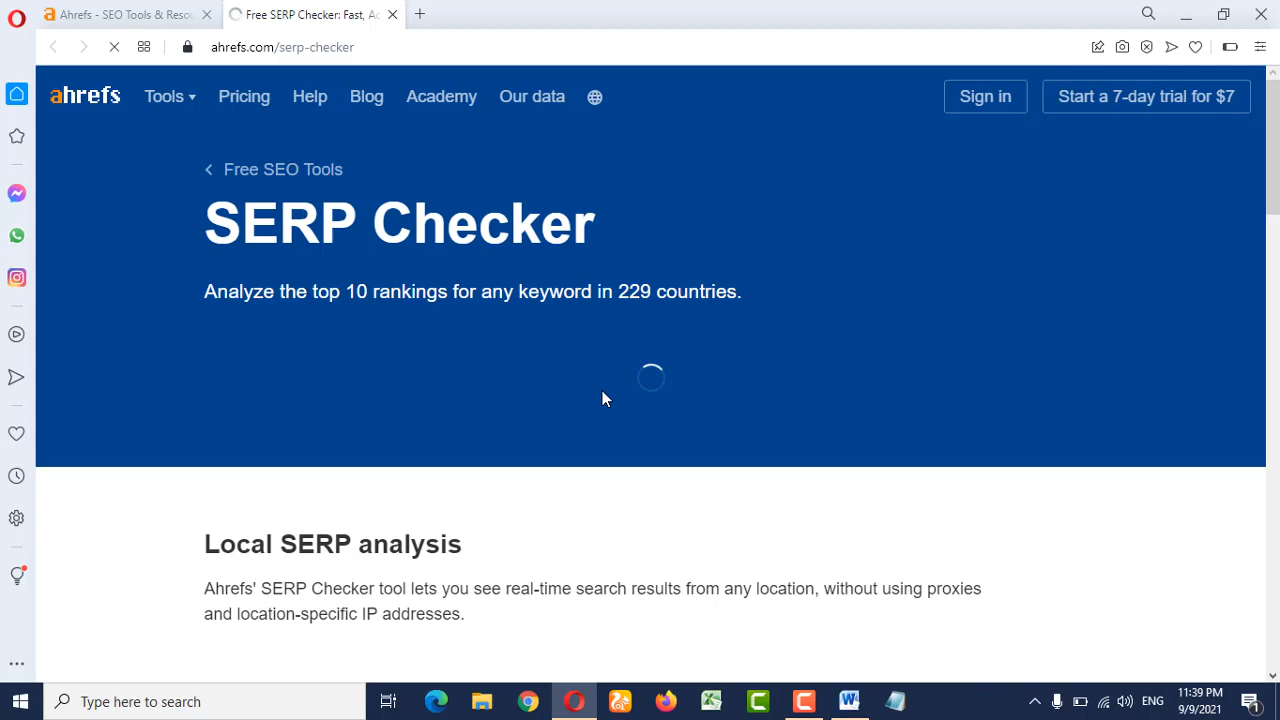 Ahrefs - SEO Tools & Resou
Free SERP Checker: Fast, Ac
ahrefs.com/serp-checker
ahrefs
Tools
Pricing
Help
Blog
Academy
Our data
Sign in
Start a 7-day trial for $7
Free SEO Tools
SERP Checker
Analyze the top 10 rankings for any keyword in 229 countries.
Local SERP analysis
Ahrefs' SERP Checker tool lets you see real-time search results from any location, without using proxies
and location-specific IP addresses.
Type here to search
ENG
11:39 PM
9/9/2021
1